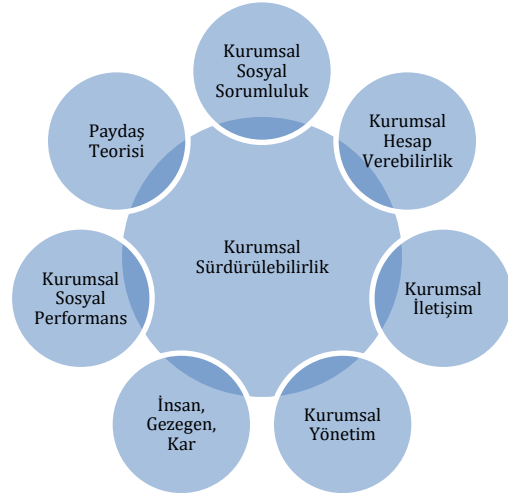 Kurumsal
Sosyal
Sorumluluk
Kurumsal
Hesap
Verebilirlik
Kurumsal
İletişim
Kurumsal
Yönetim
İnsan,
Gezegen,
Kar
Kurumsal
Sosyal
Performans
Paydaş
Teorisi
Kurumsal
Sürdürülebilirlik